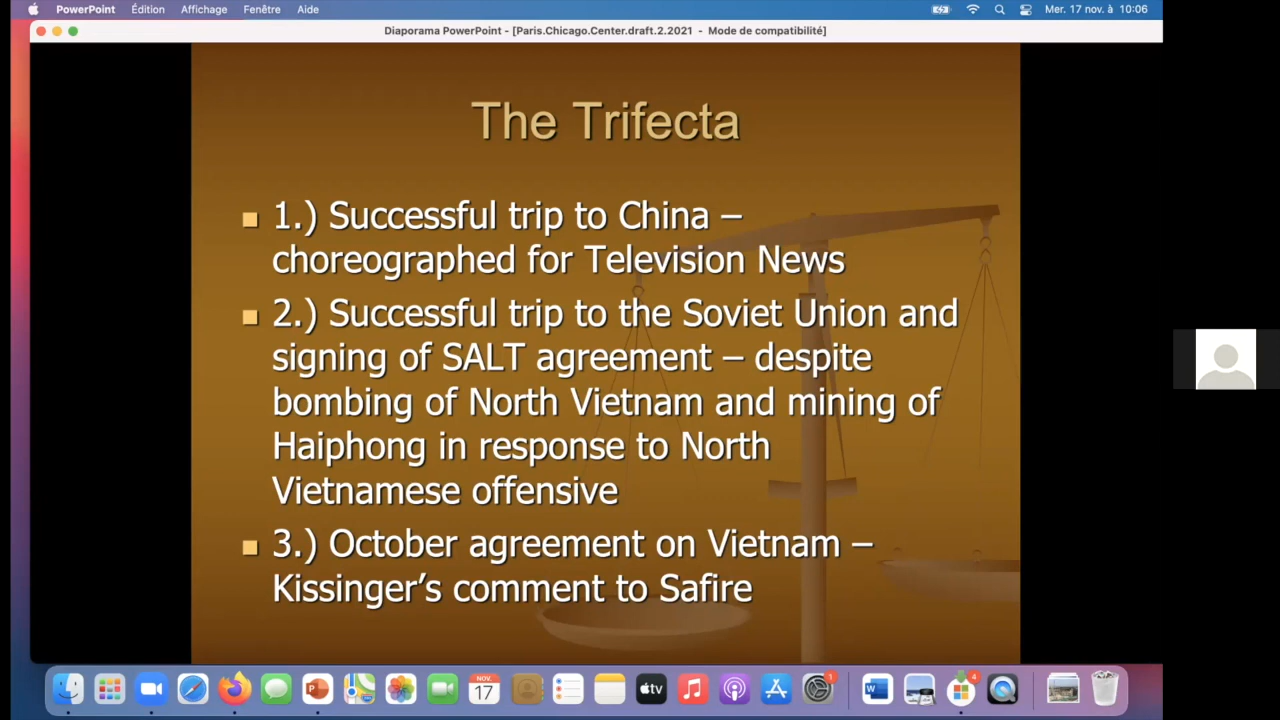 PowerPoint Édition Affichage Fenêtre Aide Mer. 17 nov. à 10:06
Diaporama PowerPoint - [Paris.Chicago.Center.draft.2.2021 - Mode de compatibilité]
The Trifecta
1.) Successful trip to China –
choreographed for Television News
2.) Successful trip to the Soviet Union and
signing of SALT agreement – despite
bombing of North Vietnam and mining of
Haiphong in response to North
Vietnamese offensive
3.) October agreement on Vietnam –
Kissinger’s comment to Safire
NOV.
17
P
tv
1
W
4